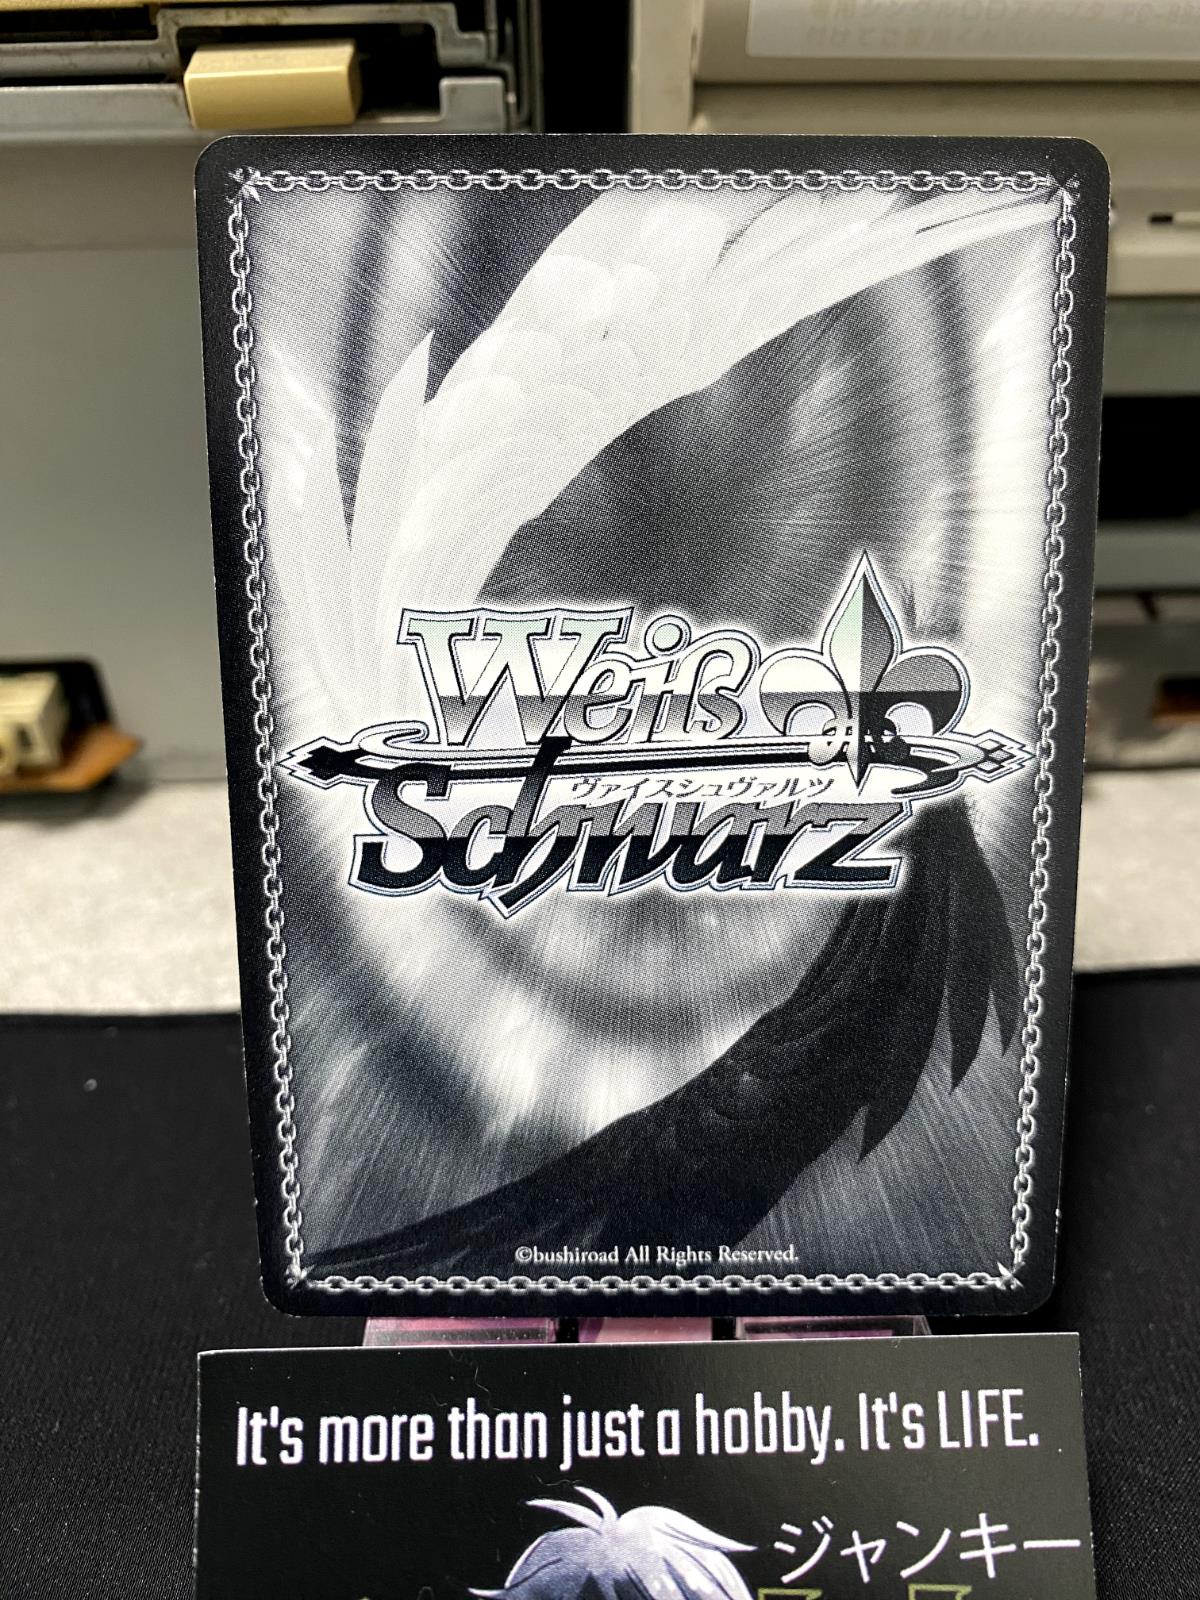 Weiß
ヴァイスシュヴァルツ
Schwarz
©bushiroad All Rights Reserved.
It's more than just a hobby. It's LIFE.
ジャンキー